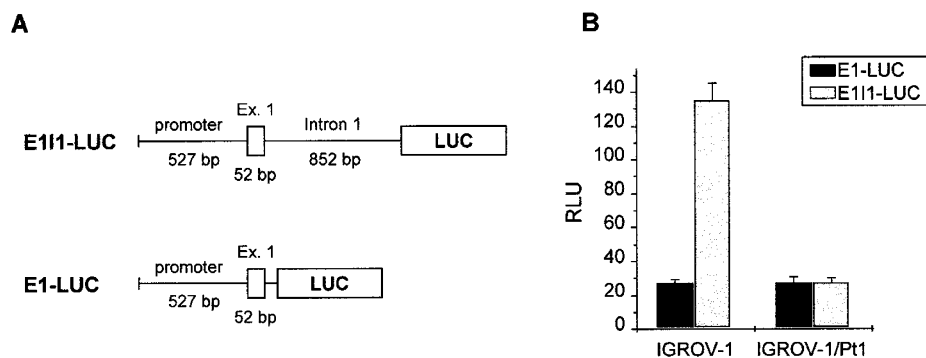 A
Ex. 1
promoter
Intron 1
E1I1-LUC
LUC
527 bp
852 bp
52 bp
Ex. 1
promoter
E1-LUC
LUC
527 bp
52 bp
B
E1-LUC
E1I1-LUC
140
120
100
80
60
40
20
0
RLU
IGROV-1
IGROV-1/Pt1